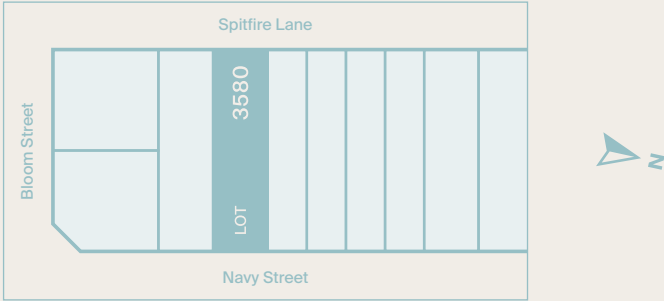 Spitfire Lane
Bloom Street
LOT 3580
Navy Street
N